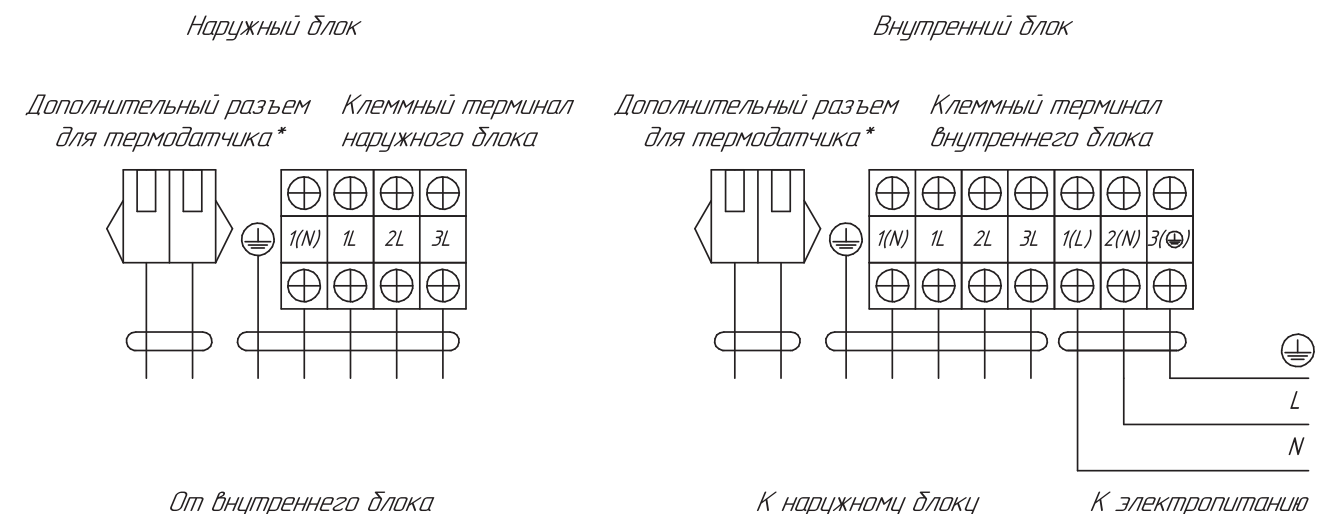 Наружный блок
Внутренний блок
Дополнительный разъем
для термодатчика*
Клеммный терминал
наружного блока
Дополнительный разъем
для термодатчика*
Клеммный терминал
внутреннего блока
1(N) 1L 2L 3L
1(N) 1L 2L 3L 1(L) 2(N) 3(⏚)
L
N
От внутреннего блока
К наружному блоку
К электропитанию